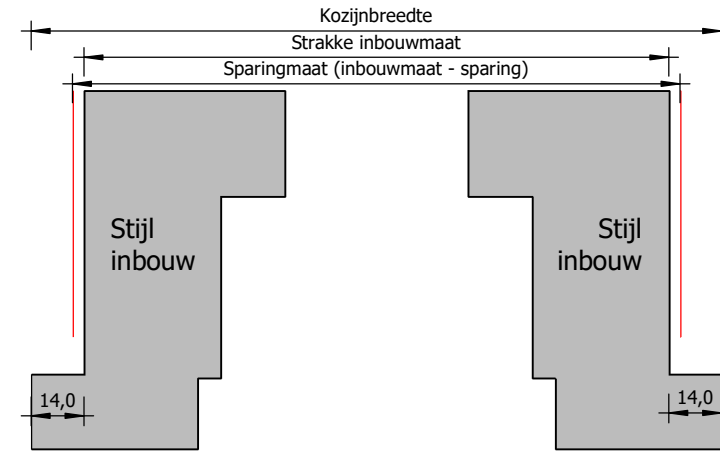 Kozijnbreedte
Strakke inbouwmaat
Sparingmaat (inbouwmaat - sparing)
Stijl
inbouw
Stijl
inbouw
14,0
14,0